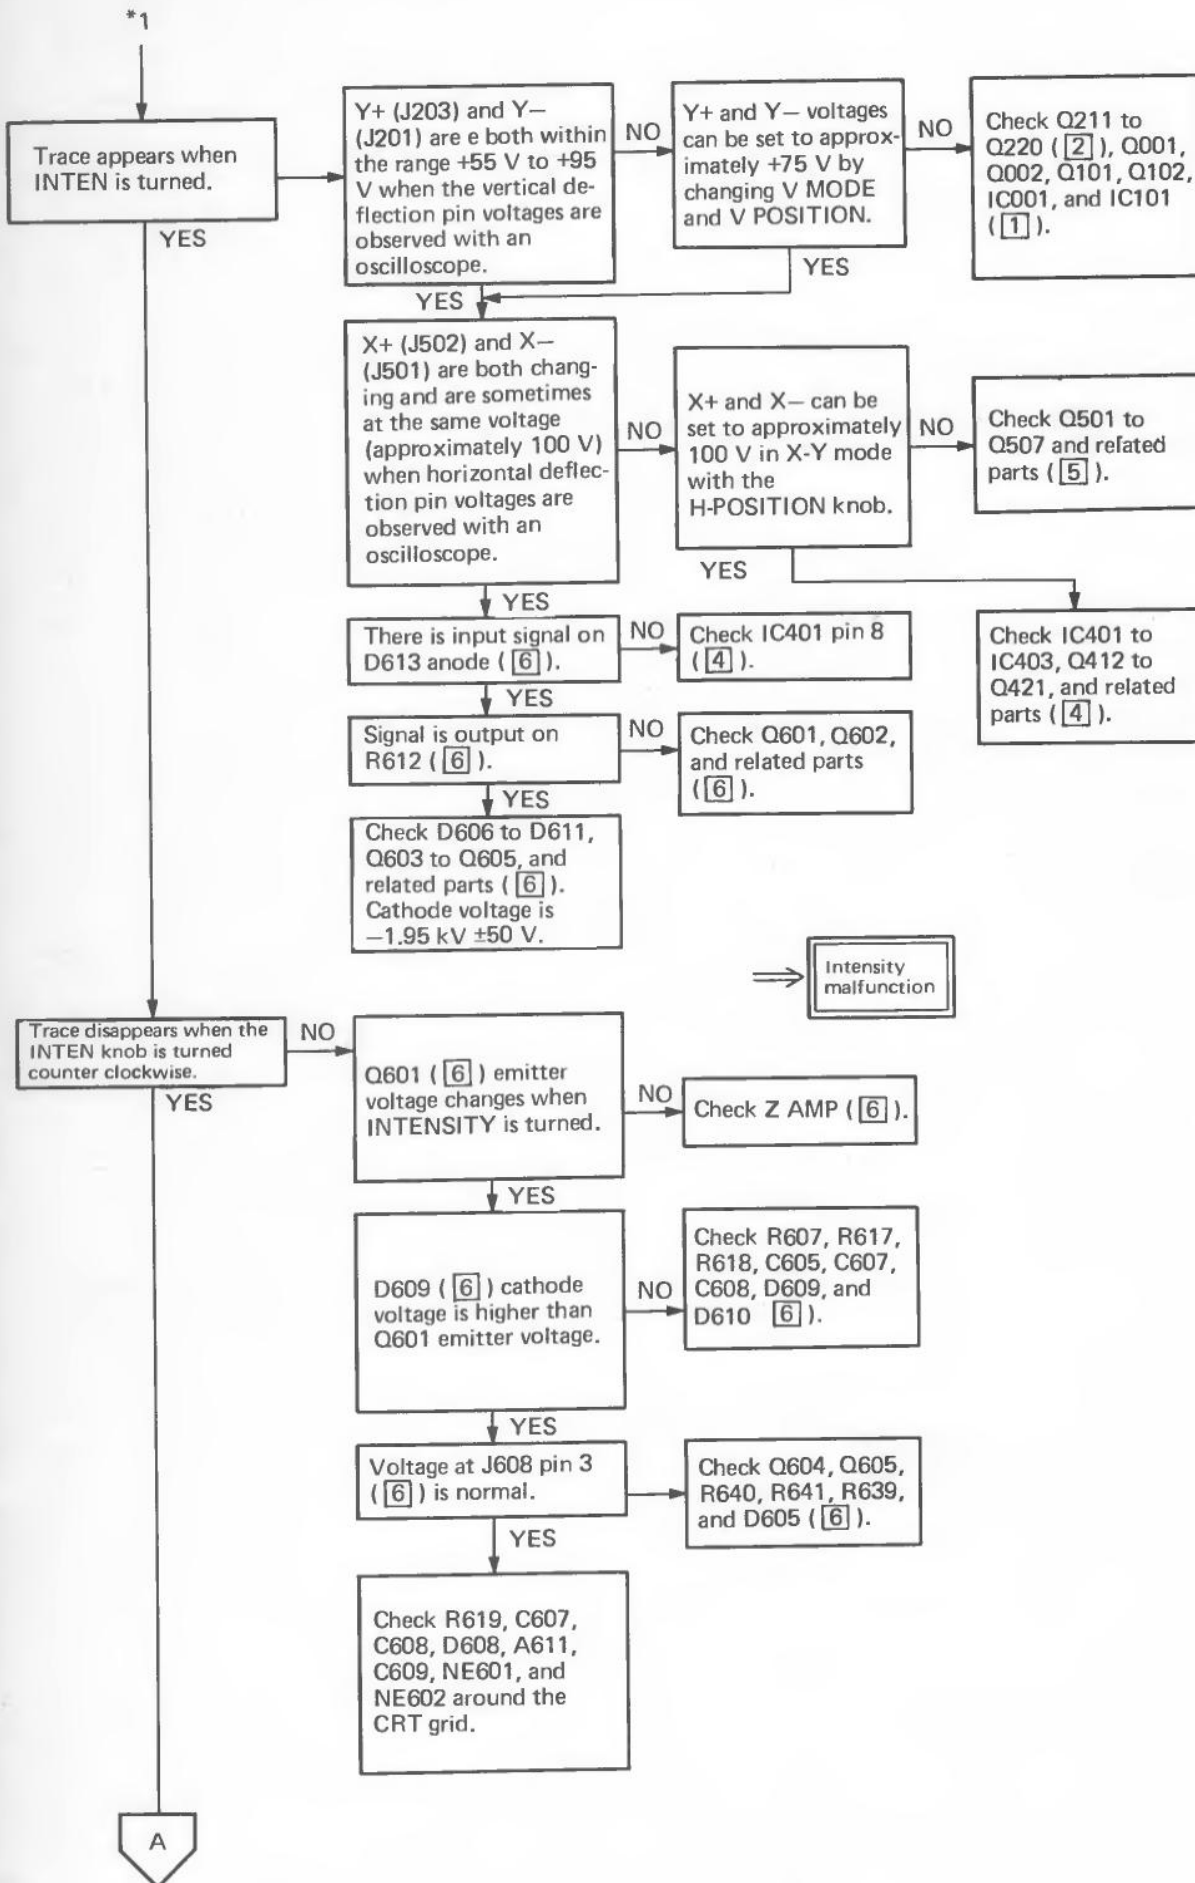 *1
Trace appears when
INTEN is turned.
YES
Y+ (J203) and Y—
(J201) are e both within
the range +55 V to +95
V when the vertical de-
flection pin voltages are
observed with an
oscilloscope.
NO
Y+ and Y— voltages
can be set to approx-
imately +75 V by
changing V MODE
and V POSITION.
NO
Check Q211 to
Q220 ( 2 ), Q001,
Q002, Q101, Q102,
IC001, and IC101
( 1 ).
YES
YES
X+ (J502) and X—
(J501) are both chang-
ing and are sometimes
at the same voltage
(approximately 100 V)
when horizontal deflec-
tion pin voltages are
observed with an
oscilloscope.
NO
X+ and X— can be
set to approximately
100 V in X-Y mode
with the
H-POSITION knob.
NO
Check Q501 to
Q507 and related
parts ( 5 ).
YES
Check IC401 to
IC403, Q412 to
Q421, and related
parts ( 4 ).
YES
There is input signal on
D613 anode ( 6 ).
NO
Check IC401 pin 8
( 4 ).
YES
Signal is output on
R612 ( 6 ).
NO
Check Q601, Q602,
and related parts
( 6 ).
YES
Check D606 to D611,
Q603 to Q605, and
related parts ( 6 ).
Cathode voltage is
—1.95 kV ±50 V.
Intensity
malfunction
Trace disappears when the
INTEN knob is turned
counter clockwise.
NO
YES
Q601 ( 6 ) emitter
voltage changes when
INTENSITY is turned.
NO
Check Z AMP ( 6 ).
YES
D609 ( 6 ) cathode
voltage is higher than
Q601 emitter voltage.
NO
Check R607, R617,
R618, C605, C607,
C608, D609, and
D610 6 ).
YES
Voltage at J608 pin 3
( 6 ) is normal.
Check Q604, Q605,
R640, R641, R639,
and D605 ( 6 ).
YES
Check R619, C607,
C608, D608, A611,
C609, NE601, and
NE602 around the
CRT grid.
A